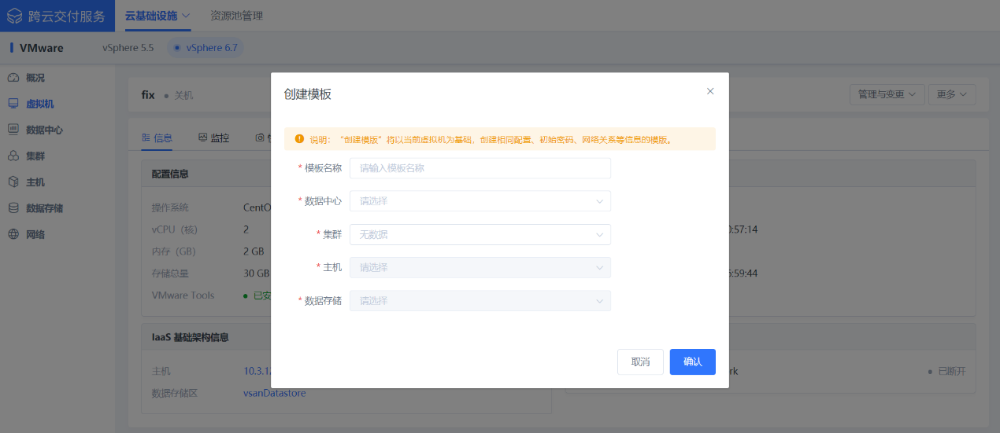 跨云交付服务 云基础设施 资源池管理
VMware vSphere 5.5 vSphere 6.7
概况
虚拟机
数据中心
集群
主机
数据存储
网络
fix 关机 管理与变更 更多
信息 监控
配置信息
操作系统 CentO
vCPU（核） 2 0:57:14
内存（GB） 2 GB
存储总量 30 GB 6:59:44
VMware Tools 已安
IaaS 基础架构信息
主机 10.3.1 rk 已断开
数据存储区 vsanDatastore
创建模板
说明：“创建模版”将以当前虚拟机为基础，创建相同配置、初始密码、网络关系等信息的模版。
* 模板名称 请输入模板名称
* 数据中心 请选择
* 集群 无数据
* 主机 请选择
* 数据存储 请选择
取消 确认